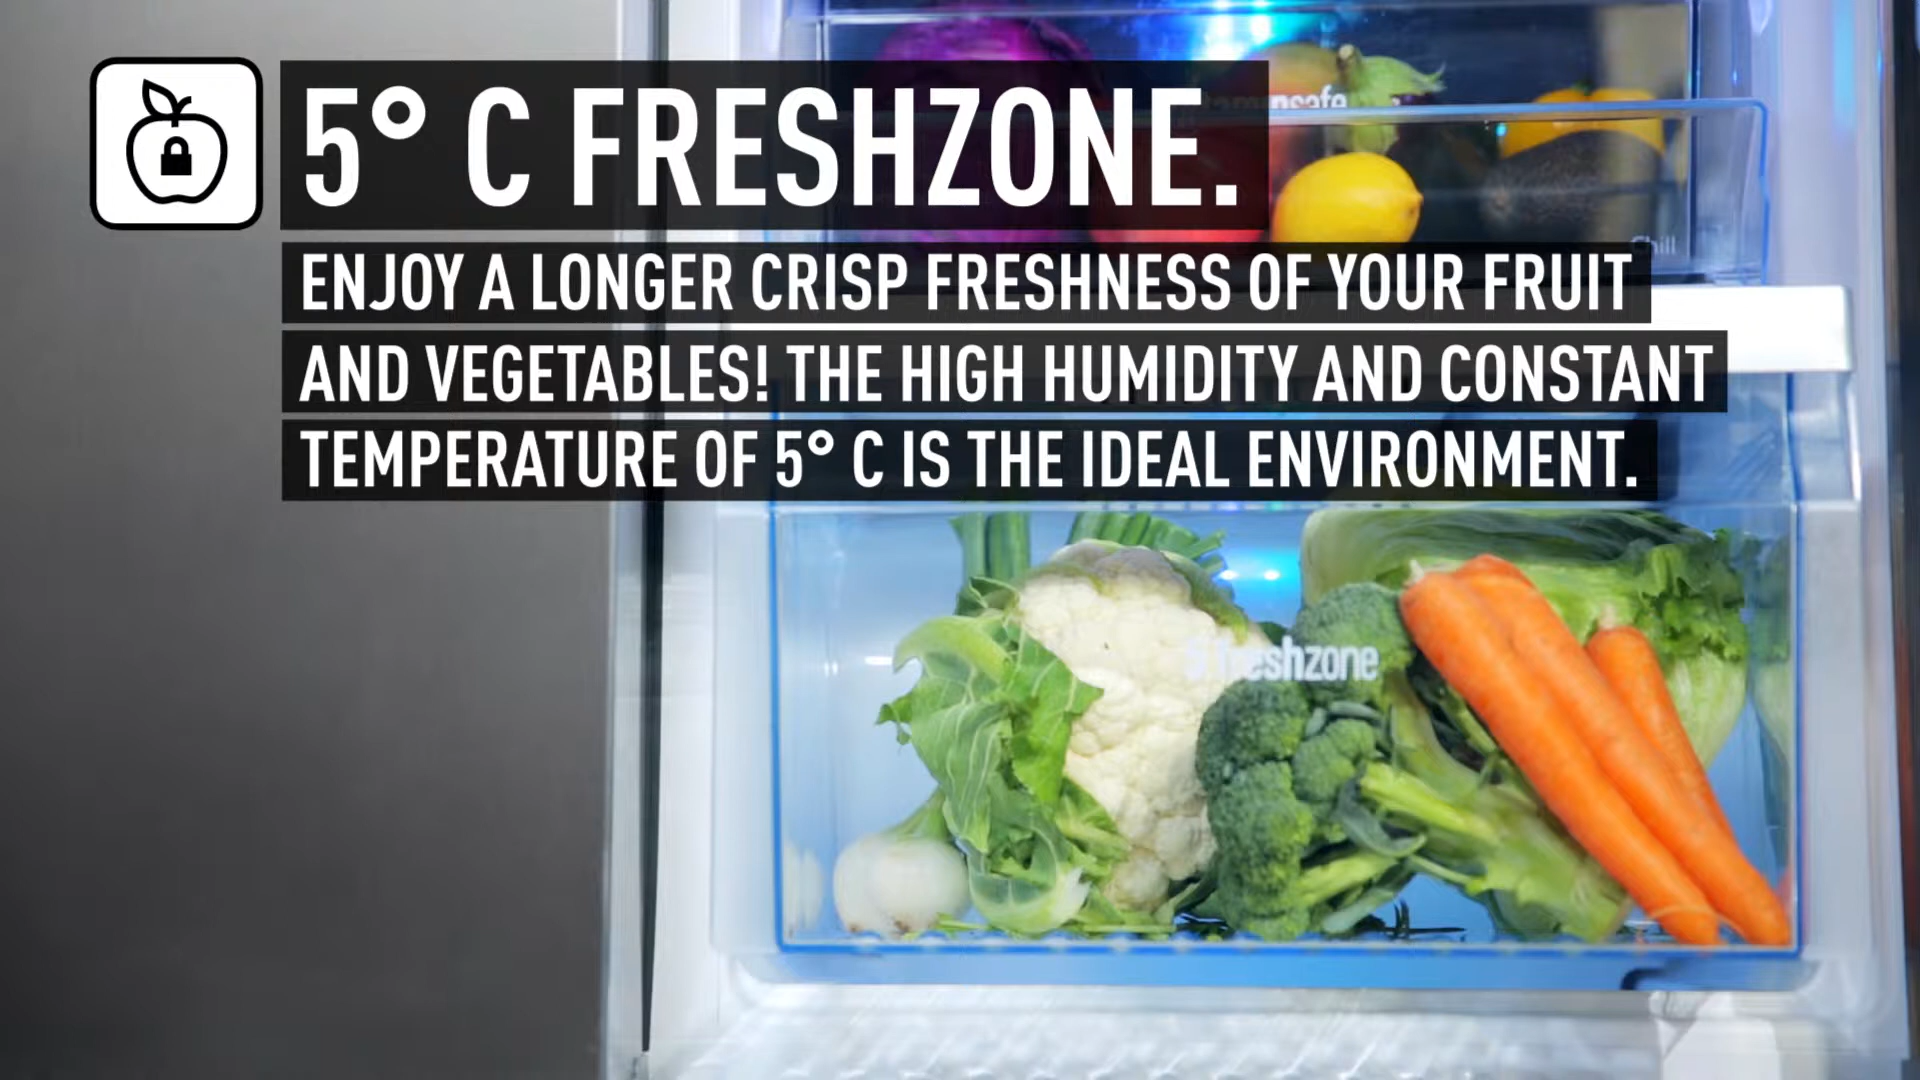 5° C FRESHZONE.
ENJOY A LONGER CRISP FRESHNESS OF YOUR FRUIT
AND VEGETABLES! THE HIGH HUMIDITY AND CONSTANT
TEMPERATURE OF 5° C IS THE IDEAL ENVIRONMENT.
Chill
freshzone